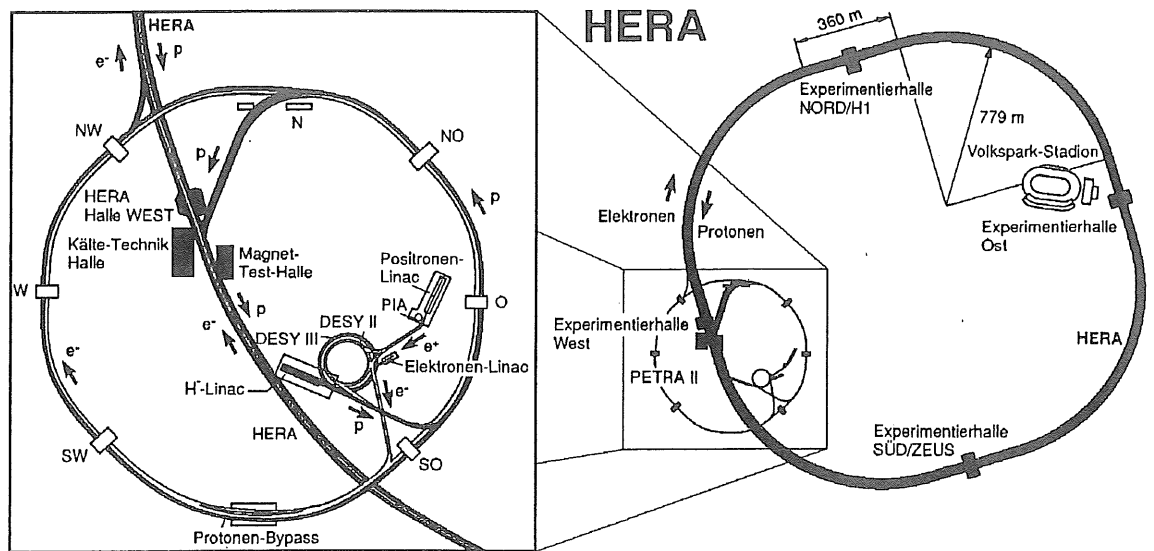 HERA
e⁻
p
NW
N
NO
p
p
HERA
Halle WEST
Kälte-Technik
Halle
Magnet-
Test-Halle
Positronen-
Linac
W
PIA
O
p
DESY II
e⁻
DESY III
e⁺
Elektronen-Linac
e⁻
H⁻-Linac
e⁻
p
HERA
SW
SO
Protonen-Bypass
HERA
360 m
Experimentierhalle
NORD/H1
779 m
Volkspark-Stadion
Elektronen
Protonen
Experimentierhalle
Ost
Experimentierhalle
West
HERA
PETRA II
Experimentierhalle
SÜD/ZEUS